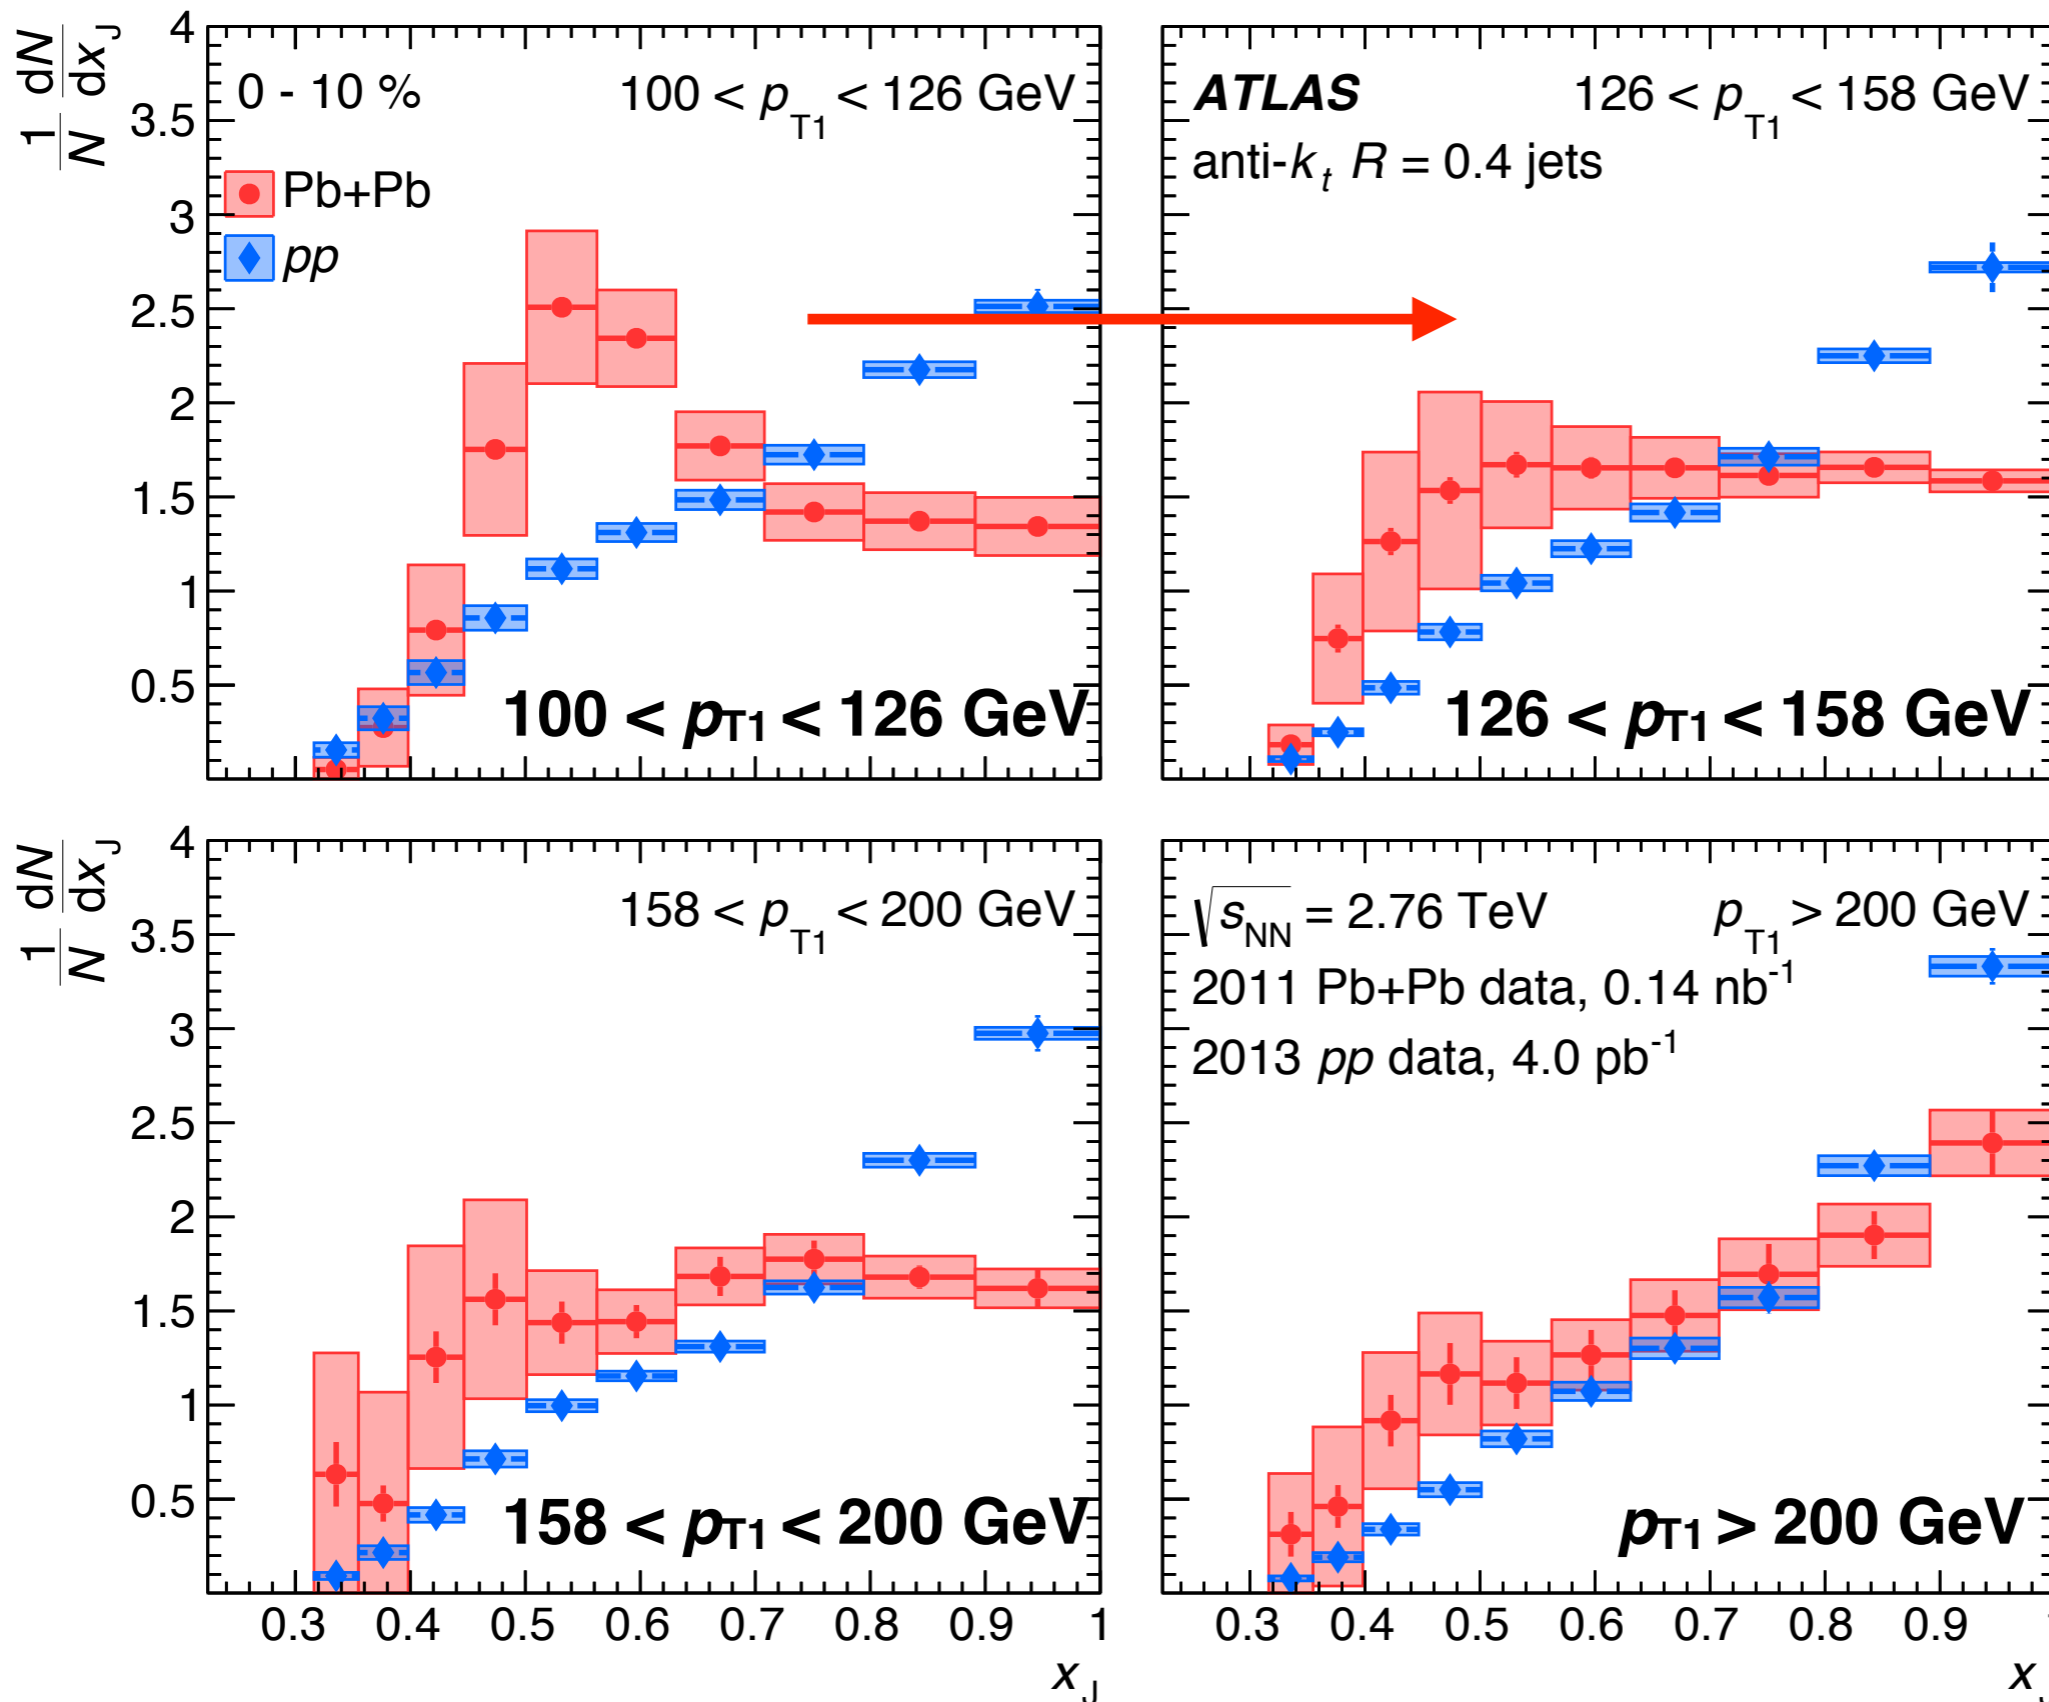 1/N dN/dx_J
4
3.5
3
2.5
2
1.5
1
0.5
0 - 10 %
100 < p_T1 < 126 GeV
Pb+Pb
pp
100 < p_T1 < 126 GeV
ATLAS
126 < p_T1 < 158 GeV
anti-k_t R = 0.4 jets
126 < p_T1 < 158 GeV
1/N dN/dx_J
4
3.5
3
2.5
2
1.5
1
0.5
158 < p_T1 < 200 GeV
158 < p_T1 < 200 GeV
0.3 0.4 0.5 0.6 0.7 0.8 0.9 1
x_J
√s_NN = 2.76 TeV
p_T1 > 200 GeV
2011 Pb+Pb data, 0.14 nb^-1
2013 pp data, 4.0 pb^-1
p_T1 > 200 GeV
0.3 0.4 0.5 0.6 0.7 0.8 0.9
x